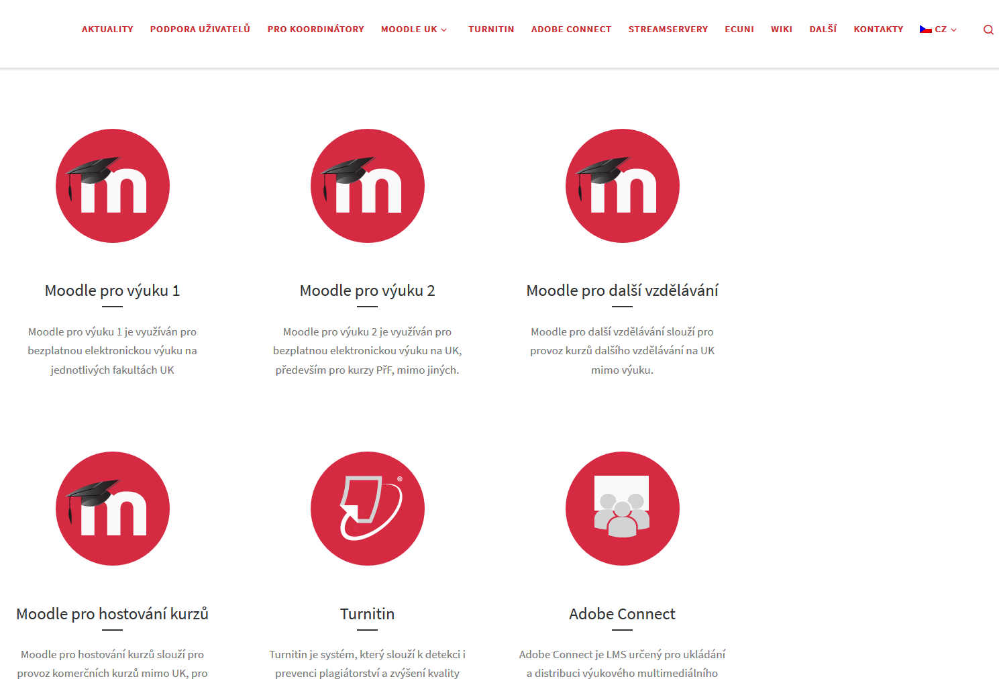 AKTUALITY PODPORA UŽIVATELŮ PRO KOORDINÁTORY MOODLE UK TURNITIN ADOBE CONNECT STREAMSERVERY ECUNI WIKI DALŠÍ KONTAKTY CZ
m m m
Moodle pro výuku 1
Moodle pro výuku 1 je využíván pro
bezplatnou elektronickou výuku na
jednotlivých fakultách UK
Moodle pro výuku 2
Moodle pro výuku 2 je využíván pro
bezplatnou elektronickou výuku na UK,
především pro kurzy PřF, mimo jiných.
Moodle pro další vzdělávání
Moodle pro další vzdělávání slouží pro
provoz kurzů dalšího vzdělávání na UK
mimo výuku.
m
®
Moodle pro hostování kurzů
Moodle pro hostování kurzů slouží pro
provoz komerčních kurzů mimo UK, pro
Turnitin
Turnitin je systém, který slouží k detekci i
prevenci plagiátorství a zvýšení kvality
Adobe Connect
Adobe Connect je LMS určený pro ukládání
a distribuci výukového multimediálního